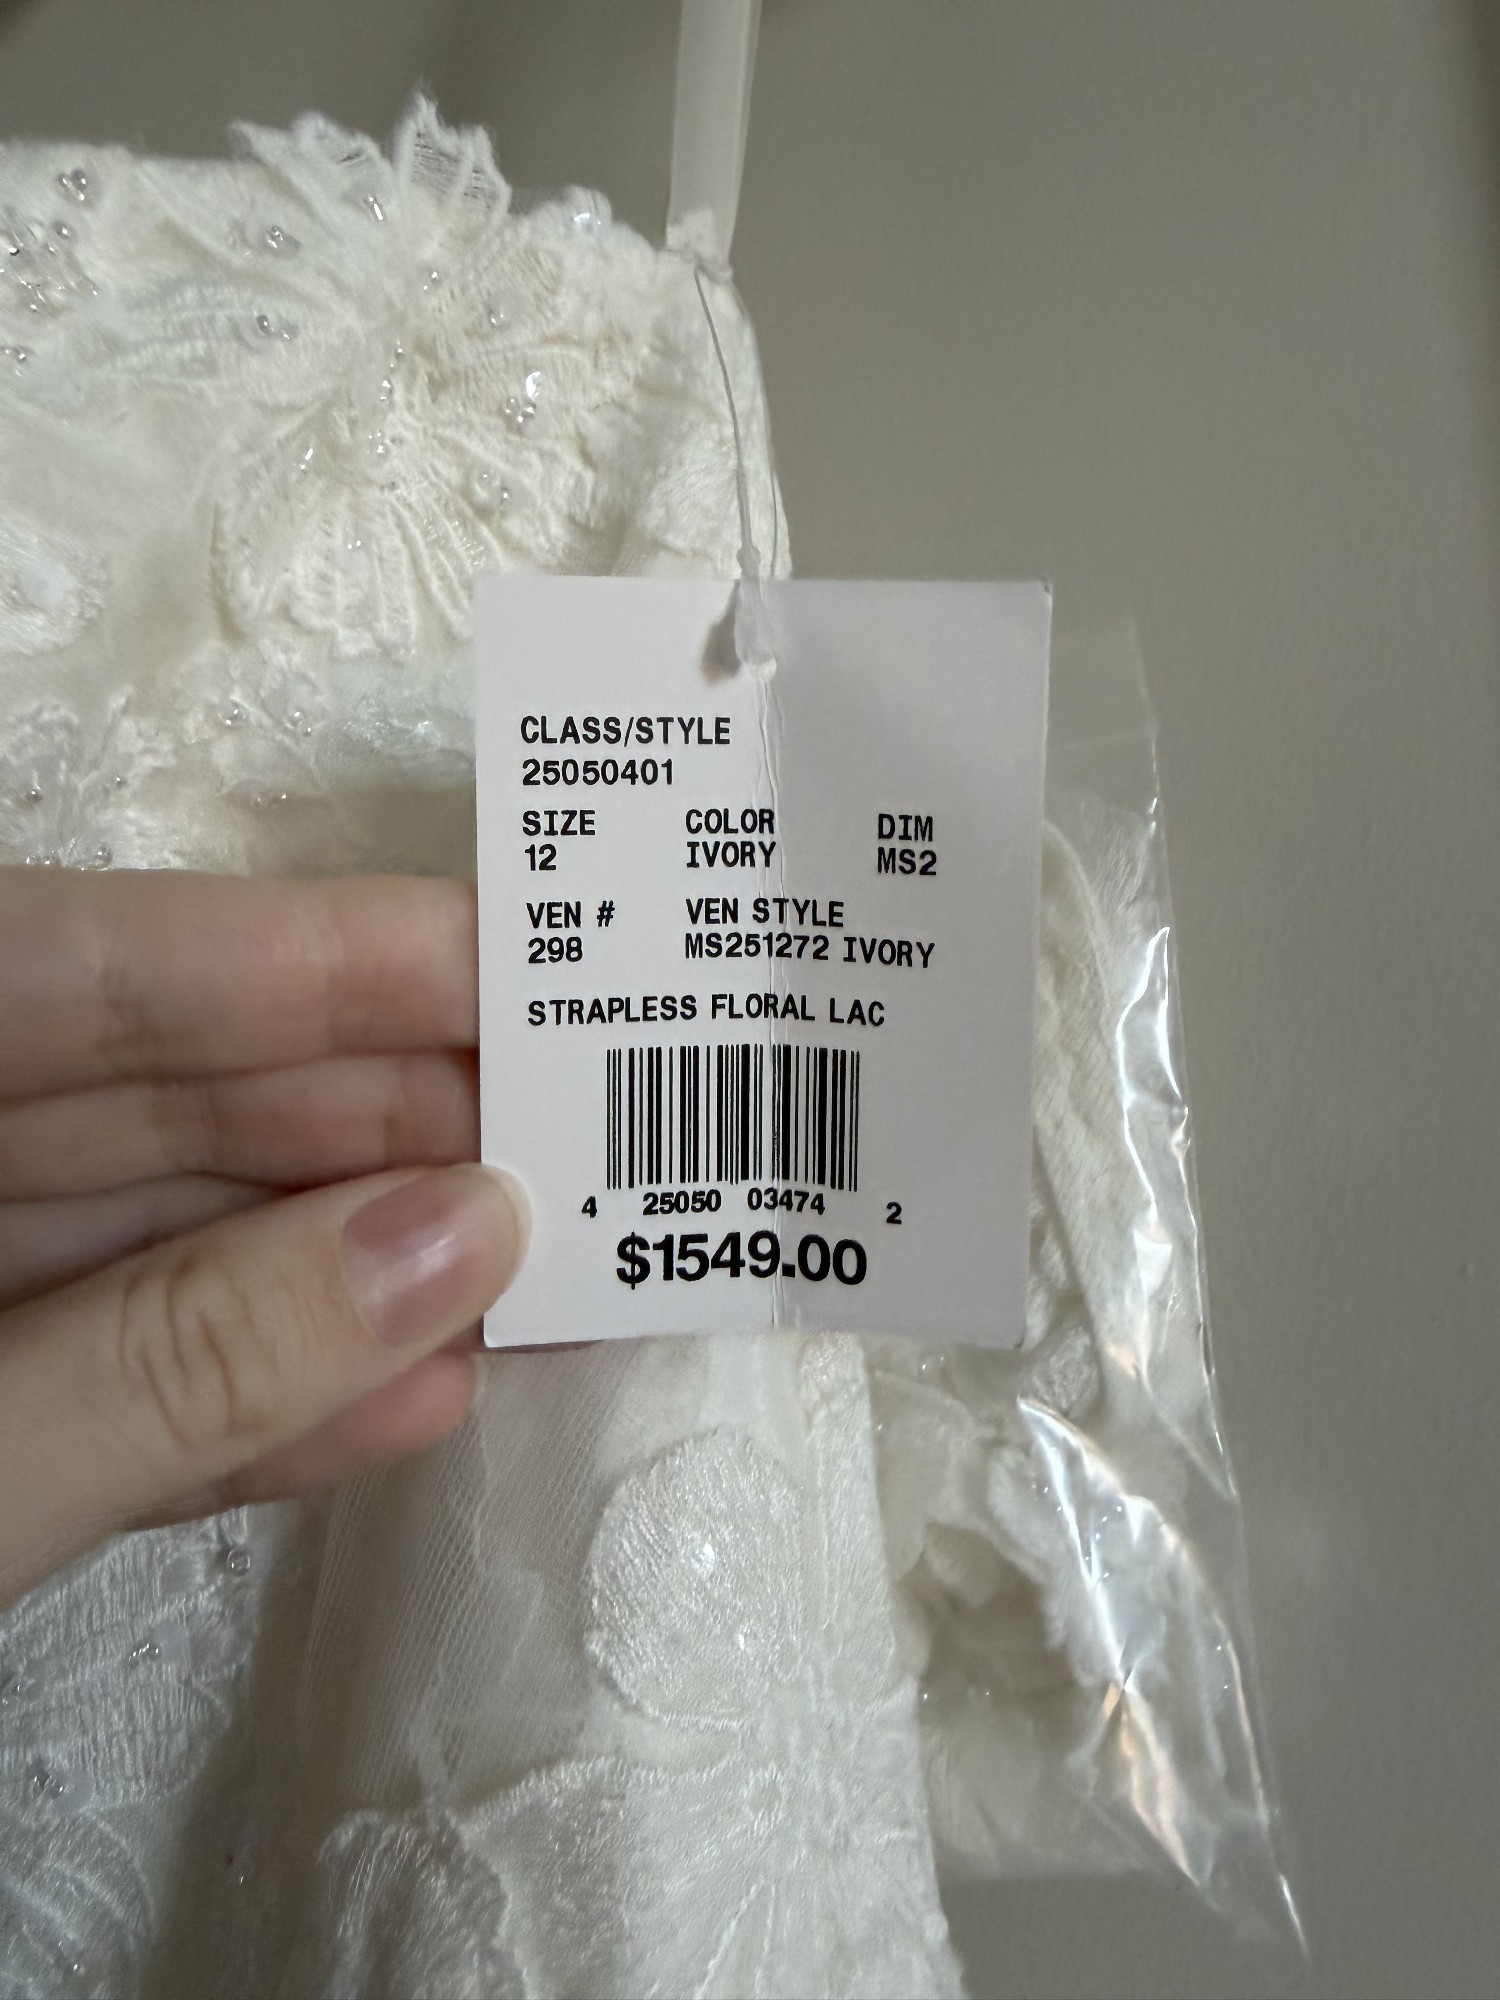 CLASS/STYLE
25050401
SIZE COLOR DIM
12 IVORY MS2
VEN # VEN STYLE
298 MS251272 IVORY
STRAPLESS FLORAL LAC
4 25050 03474 2
$1549.00